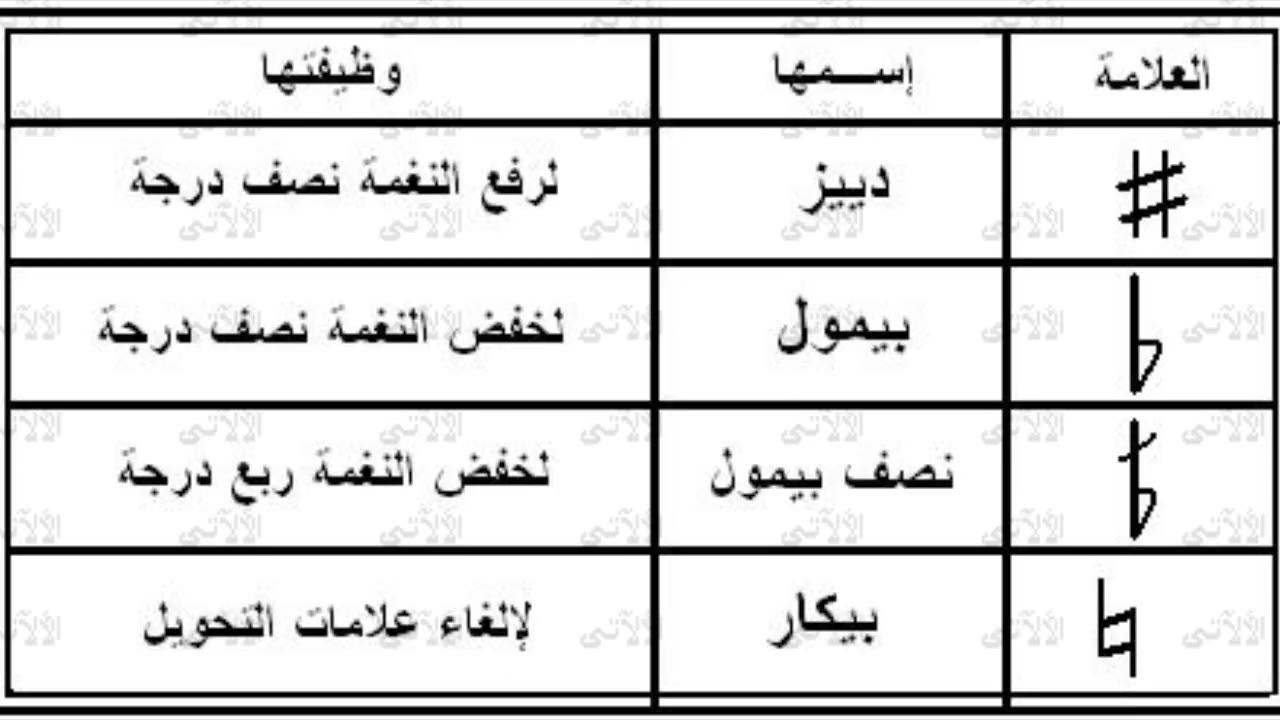 العلامة إسمها وظيفتها
♯ دييز لرفع النغمة نصف درجة
♭ بيمول لخفض النغمة نصف درجة
نصف بيمول لخفض النغمة ربع درجة
♮ بيكار لإلغاء علامات التحويل